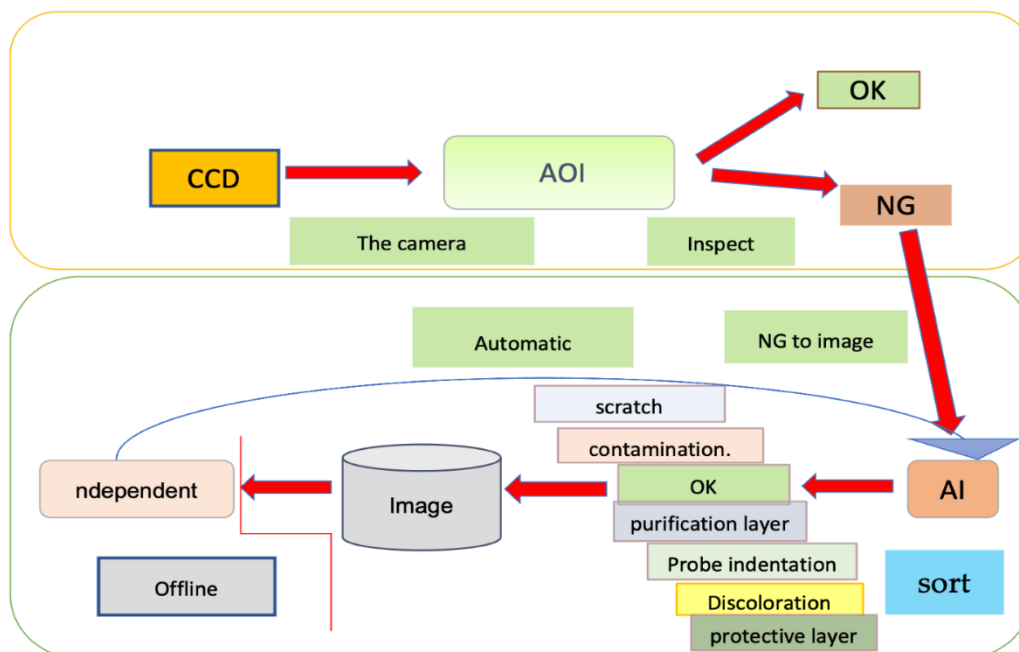 OK
CCD
AOI
NG
The camera
Inspect
Automatic
NG to image
scratch
contamination.
ndependent
Image
OK
AI
purification layer
Probe indentation
Offline
sort
Discoloration
protective layer